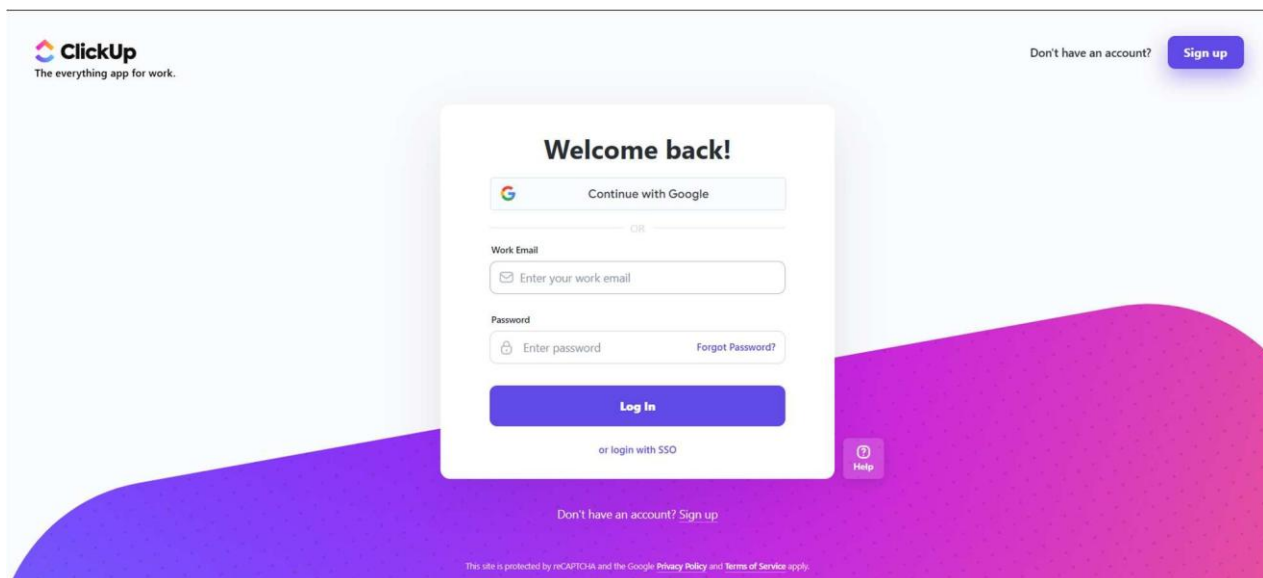 ClickUp
The everything app for work.
Don't have an account?
Sign up
Welcome back!
Continue with Google
OR
Work Email
Enter your work email
Password
Enter password
Forgot Password?
Log In
or login with SSO
Help
Don't have an account? Sign up
This site is protected by reCAPTCHA and the Google Privacy Policy and Terms of Service apply.